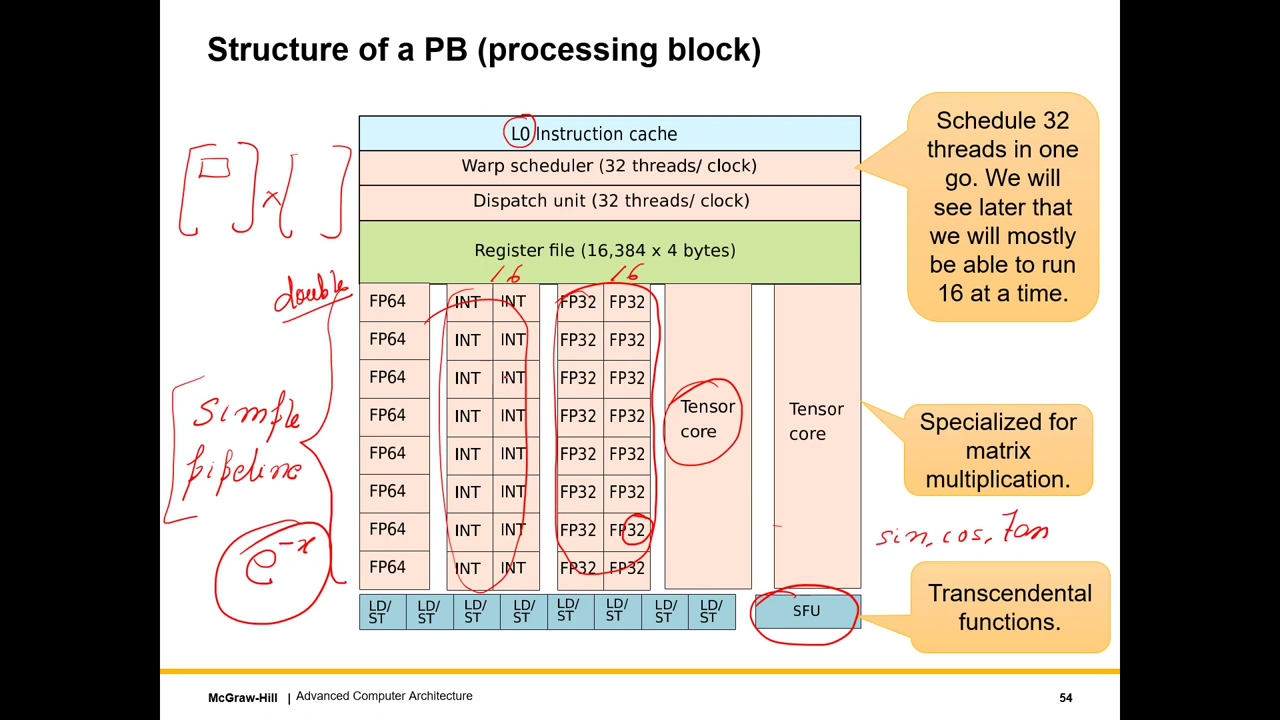 Structure of a PB (processing block)
L0 Instruction cache
Warp scheduler (32 threads/ clock)
Dispatch unit (32 threads/ clock)
Register file (16,384 x 4 bytes)
16 16
FP64 INT INT FP32 FP32
FP64 INT INT FP32 FP32
FP64 INT INT FP32 FP32
FP64 INT INT FP32 FP32
FP64 INT INT FP32 FP32
FP64 INT INT FP32 FP32
FP64 INT INT FP32 FP32
FP64 INT INT FP32 FP32
Tensor
core
Tensor
core
LD/ LD/ LD/ LD/ LD/ LD/ LD/ LD/
ST ST ST ST ST ST ST ST
SFU
Schedule 32
threads in one
go. We will
see later that
we will mostly
be able to run
16 at a time.
Specialized for
matrix
multiplication.
sin, cos, tan
Transcendental
functions.
[ ] x [ ]
double
simple
pipeline
e^-x
McGraw-Hill | Advanced Computer Architecture
54